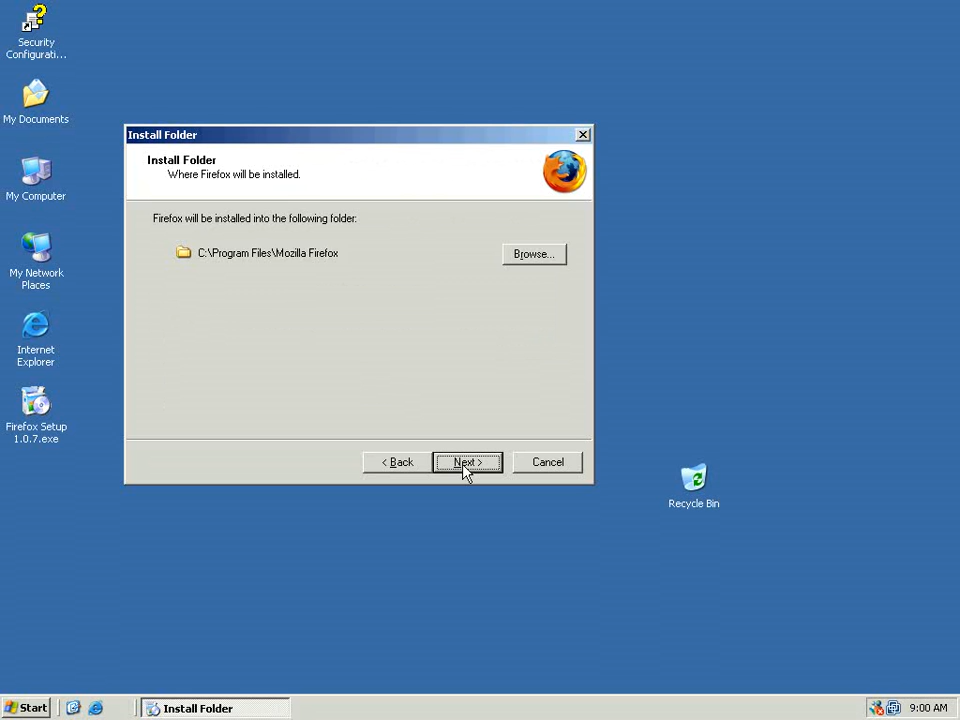 Security
Configurati...
My Documents
My Computer
My Network
Places
Internet
Explorer
Firefox Setup
1.0.7.exe
Install Folder
Install Folder
Where Firefox will be installed.
Firefox will be installed into the following folder:
C:\Program Files\Mozilla Firefox
Browse...
< Back
Next >
Cancel
Recycle Bin
Start
Install Folder
9:00 AM